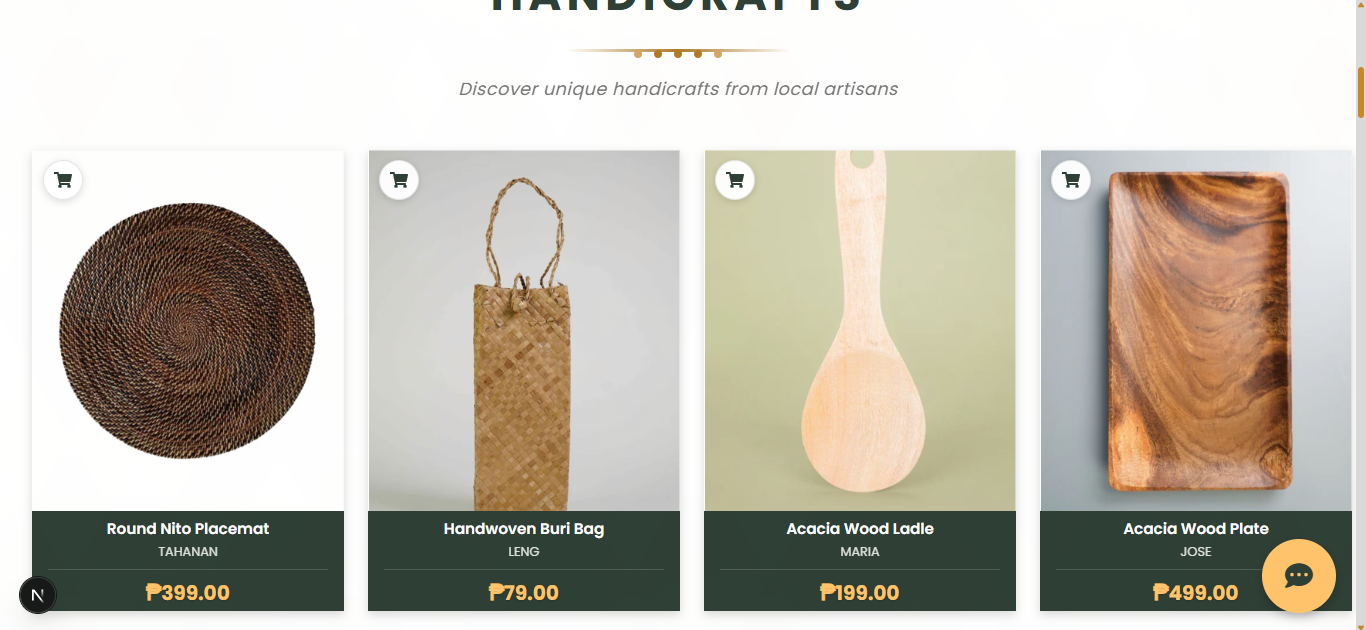 HANDICRAFTS
Discover unique handicrafts from local artisans
Round Nito Placemat
TAHANAN
₱399.00
Handwoven Buri Bag
LENG
₱79.00
Acacia Wood Ladle
MARIA
₱199.00
Acacia Wood Plate
JOSE
₱499.00
N